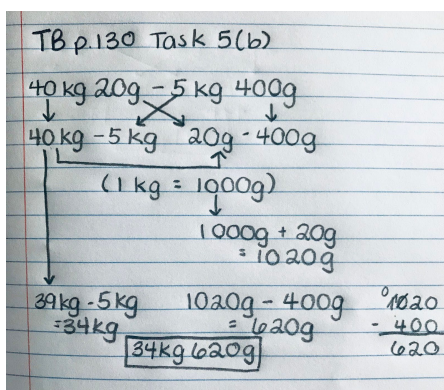 TB p.130 Task 5(b)
40 kg 20g - 5 kg 400g
40kg - 5kg 20g - 400g
(1 kg = 1000g)
1000g + 20g
= 1020g
39kg - 5kg 1020g - 400g 1020
=34kg = 620g - 400
34kg 620g 620